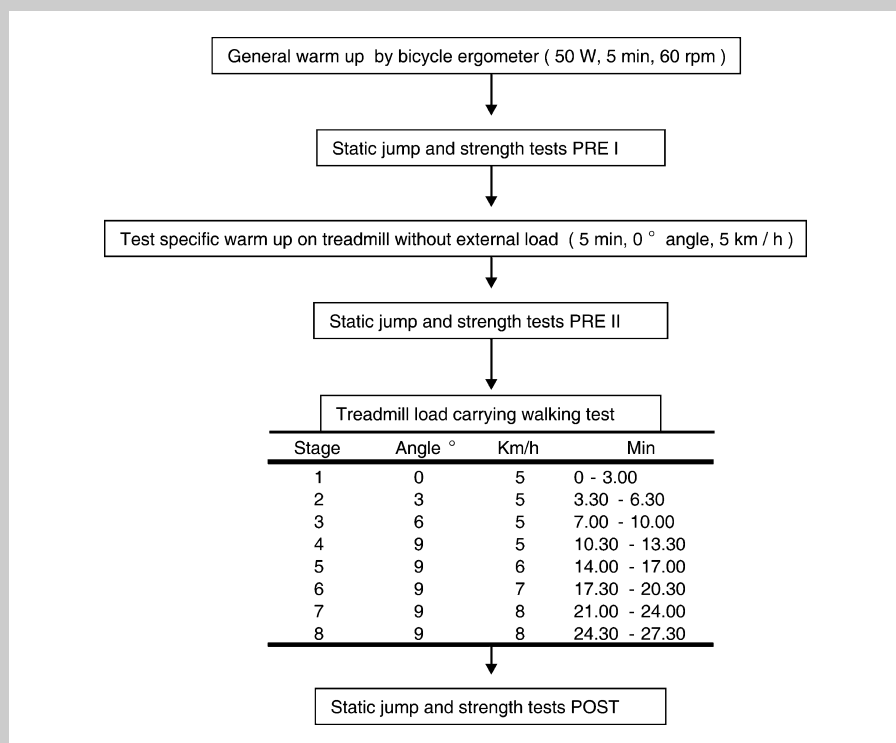 General warm up by bicycle ergometer ( 50 W, 5 min, 60 rpm )
Static jump and strength tests PRE I
Test specific warm up on treadmill without external load ( 5 min, 0 ° angle, 5 km / h )
Static jump and strength tests PRE II
Treadmill load carrying walking test
Stage Angle ° Km/h Min
1 0 5 0 - 3.00
2 3 5 3.30 - 6.30
3 6 5 7.00 - 10.00
4 9 5 10.30 - 13.30
5 9 6 14.00 - 17.00
6 9 7 17.30 - 20.30
7 9 8 21.00 - 24.00
8 9 8 24.30 - 27.30
Static jump and strength tests POST